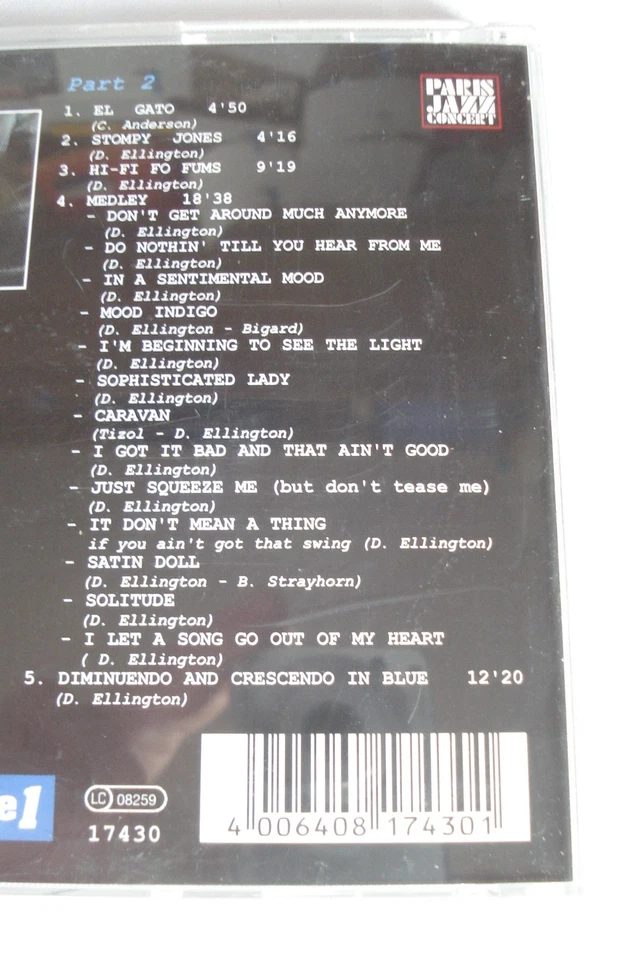 Part 2
PARIS
JAZZ
CONCERT
1. EL GATO 4'50
(C. Anderson)
2. STOMPY JONES 4'16
(D. Ellington)
3. HI-FI FO FUMS 9'19
(D. Ellington)
4. MEDLEY 18'38
- DON'T GET AROUND MUCH ANYMORE
(D. Ellington)
- DO NOTHIN' TILL YOU HEAR FROM ME
(D. Ellington)
- IN A SENTIMENTAL MOOD
(D. Ellington)
- MOOD INDIGO
(D. Ellington - Bigard)
- I'M BEGINNING TO SEE THE LIGHT
(D. Ellington)
- SOPHISTICATED LADY
(D. Ellington)
- CARAVAN
(Tizol - D. Ellington)
- I GOT IT BAD AND THAT AIN'T GOOD
(D. Ellington)
- JUST SQUEEZE ME (but don't tease me)
(D. Ellington)
- IT DON'T MEAN A THING
if you ain't got that swing (D. Ellington)
- SATIN DOLL
(D. Ellington - B. Strayhorn)
- SOLITUDE
(D. Ellington)
- I LET A SONG GO OUT OF MY HEART
( D. Ellington)
5. DIMINUENDO AND CRESCENDO IN BLUE 12'20
(D. Ellington)
e1
LC 08259
17430
4 006408 174301